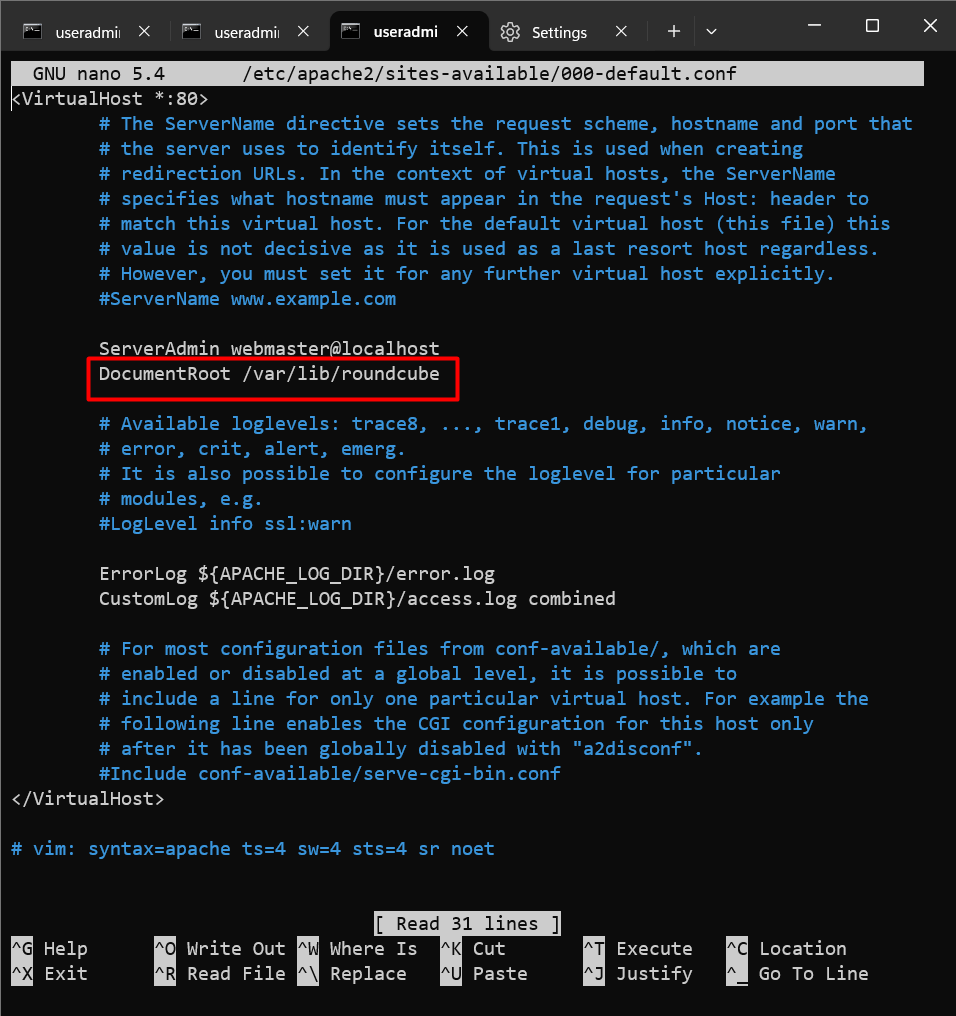 useradmi useradmi useradmi Settings
GNU nano 5.4 /etc/apache2/sites-available/000-default.conf
<VirtualHost *:80>
# The ServerName directive sets the request scheme, hostname and port that
# the server uses to identify itself. This is used when creating
# redirection URLs. In the context of virtual hosts, the ServerName
# specifies what hostname must appear in the request's Host: header to
# match this virtual host. For the default virtual host (this file) this
# value is not decisive as it is used as a last resort host regardless.
# However, you must set it for any further virtual host explicitly.
#ServerName www.example.com
ServerAdmin webmaster@localhost
DocumentRoot /var/lib/roundcube
# Available loglevels: trace8, ..., trace1, debug, info, notice, warn,
# error, crit, alert, emerg.
# It is also possible to configure the loglevel for particular
# modules, e.g.
#LogLevel info ssl:warn
ErrorLog ${APACHE_LOG_DIR}/error.log
CustomLog ${APACHE_LOG_DIR}/access.log combined
# For most configuration files from conf-available/, which are
# enabled or disabled at a global level, it is possible to
# include a line for only one particular virtual host. For example the
# following line enables the CGI configuration for this host only
# after it has been globally disabled with "a2disconf".
#Include conf-available/serve-cgi-bin.conf
</VirtualHost>
# vim: syntax=apache ts=4 sw=4 sts=4 sr noet
[ Read 31 lines ]
^G Help ^O Write Out ^W Where Is ^K Cut ^T Execute ^C Location
^X Exit ^R Read File ^\ Replace ^U Paste ^J Justify ^_ Go To Line